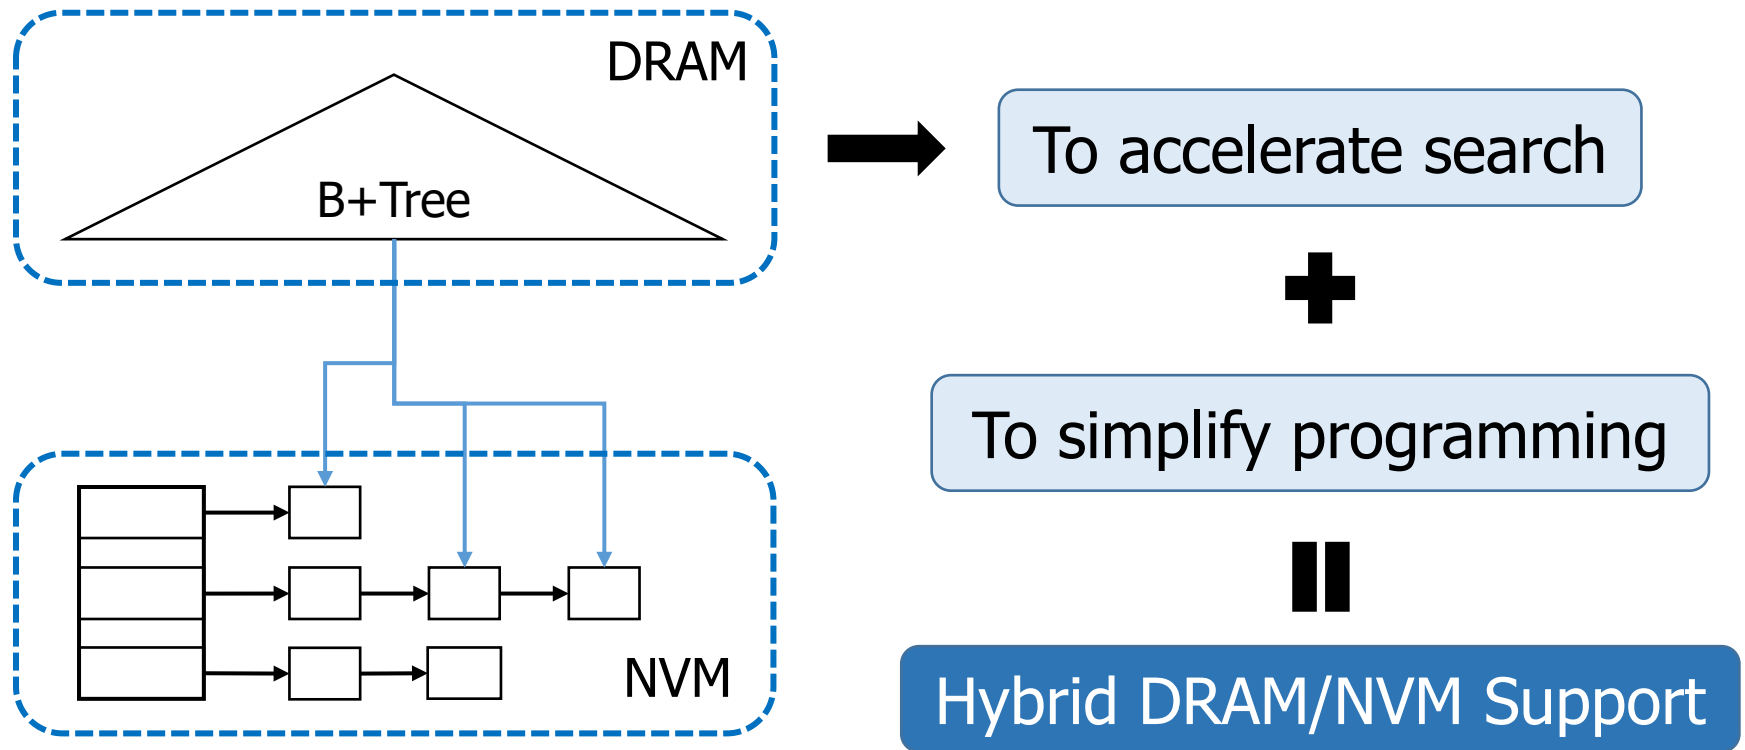 DRAM
B+Tree
To accelerate search
To simplify programming
NVM
Hybrid DRAM/NVM Support